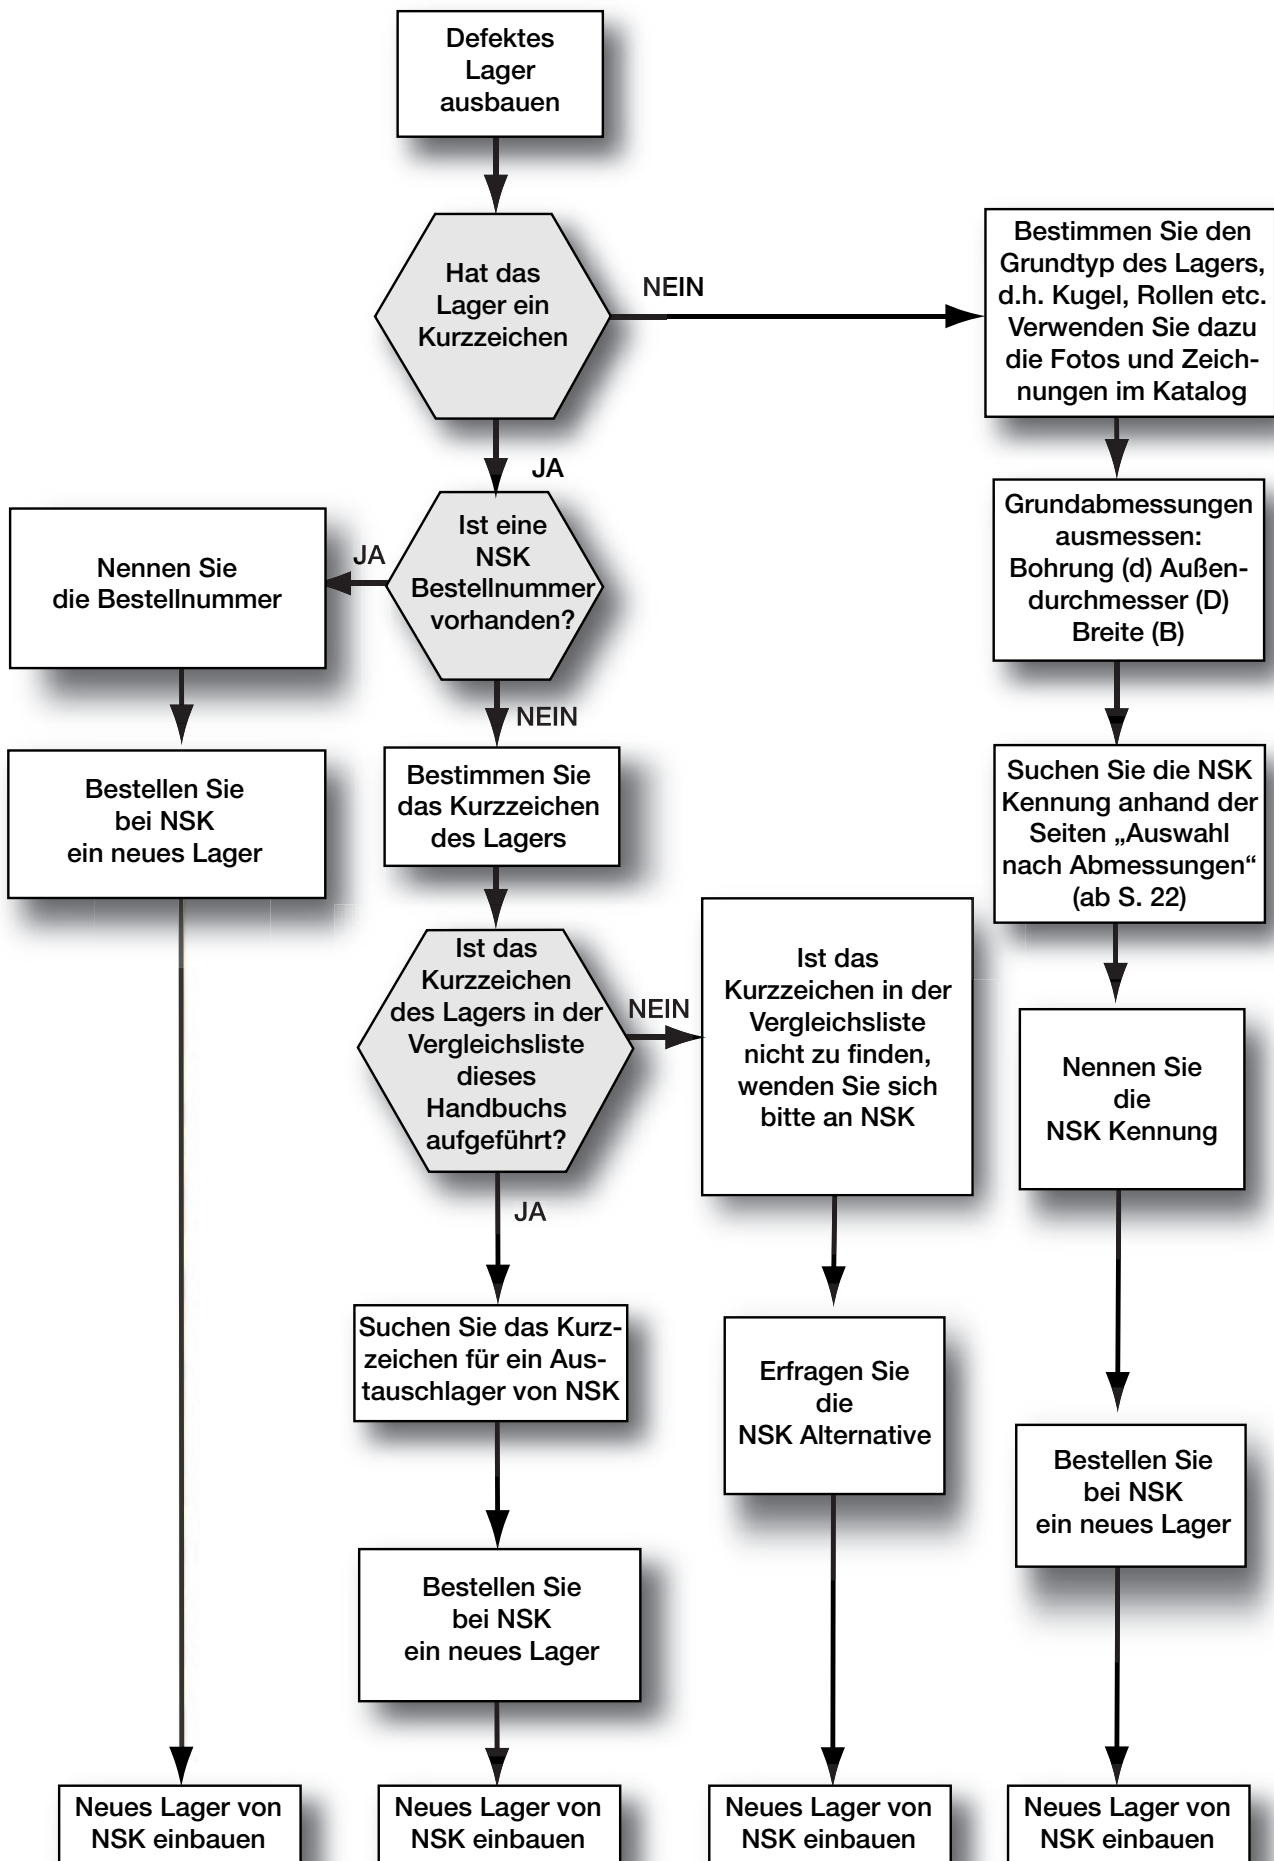 Defektes
Lager
ausbauen
Hat das
Lager ein
Kurzzeichen
NEIN
Bestimmen Sie den
Grundtyp des Lagers,
d.h. Kugel, Rollen etc.
Verwenden Sie dazu
die Fotos und Zeich-
nungen im Katalog
JA
Ist eine
NSK
Bestellnummer
vorhanden?
JA
Nennen Sie
die Bestellnummer
Grundabmessungen
ausmessen:
Bohrung (d) Außen-
durchmesser (D)
Breite (B)
NEIN
Bestellen Sie
bei NSK
ein neues Lager
Bestimmen Sie
das Kurzzeichen
des Lagers
Suchen Sie die NSK
Kennung anhand der
Seiten „Auswahl
nach Abmessungen“
(ab S. 22)
Ist das
Kurzzeichen
des Lagers in der
Vergleichsliste
dieses
Handbuchs
aufgeführt?
NEIN
Ist das
Kurzzeichen in der
Vergleichsliste
nicht zu finden,
wenden Sie sich
bitte an NSK
Nennen Sie
die
NSK Kennung
JA
Suchen Sie das Kurz-
zeichen für ein Aus-
tauschlager von NSK
Erfragen Sie
die
NSK Alternative
Bestellen Sie
bei NSK
ein neues Lager
Bestellen Sie
bei NSK
ein neues Lager
Neues Lager von
NSK einbauen
Neues Lager von
NSK einbauen
Neues Lager von
NSK einbauen
Neues Lager von
NSK einbauen